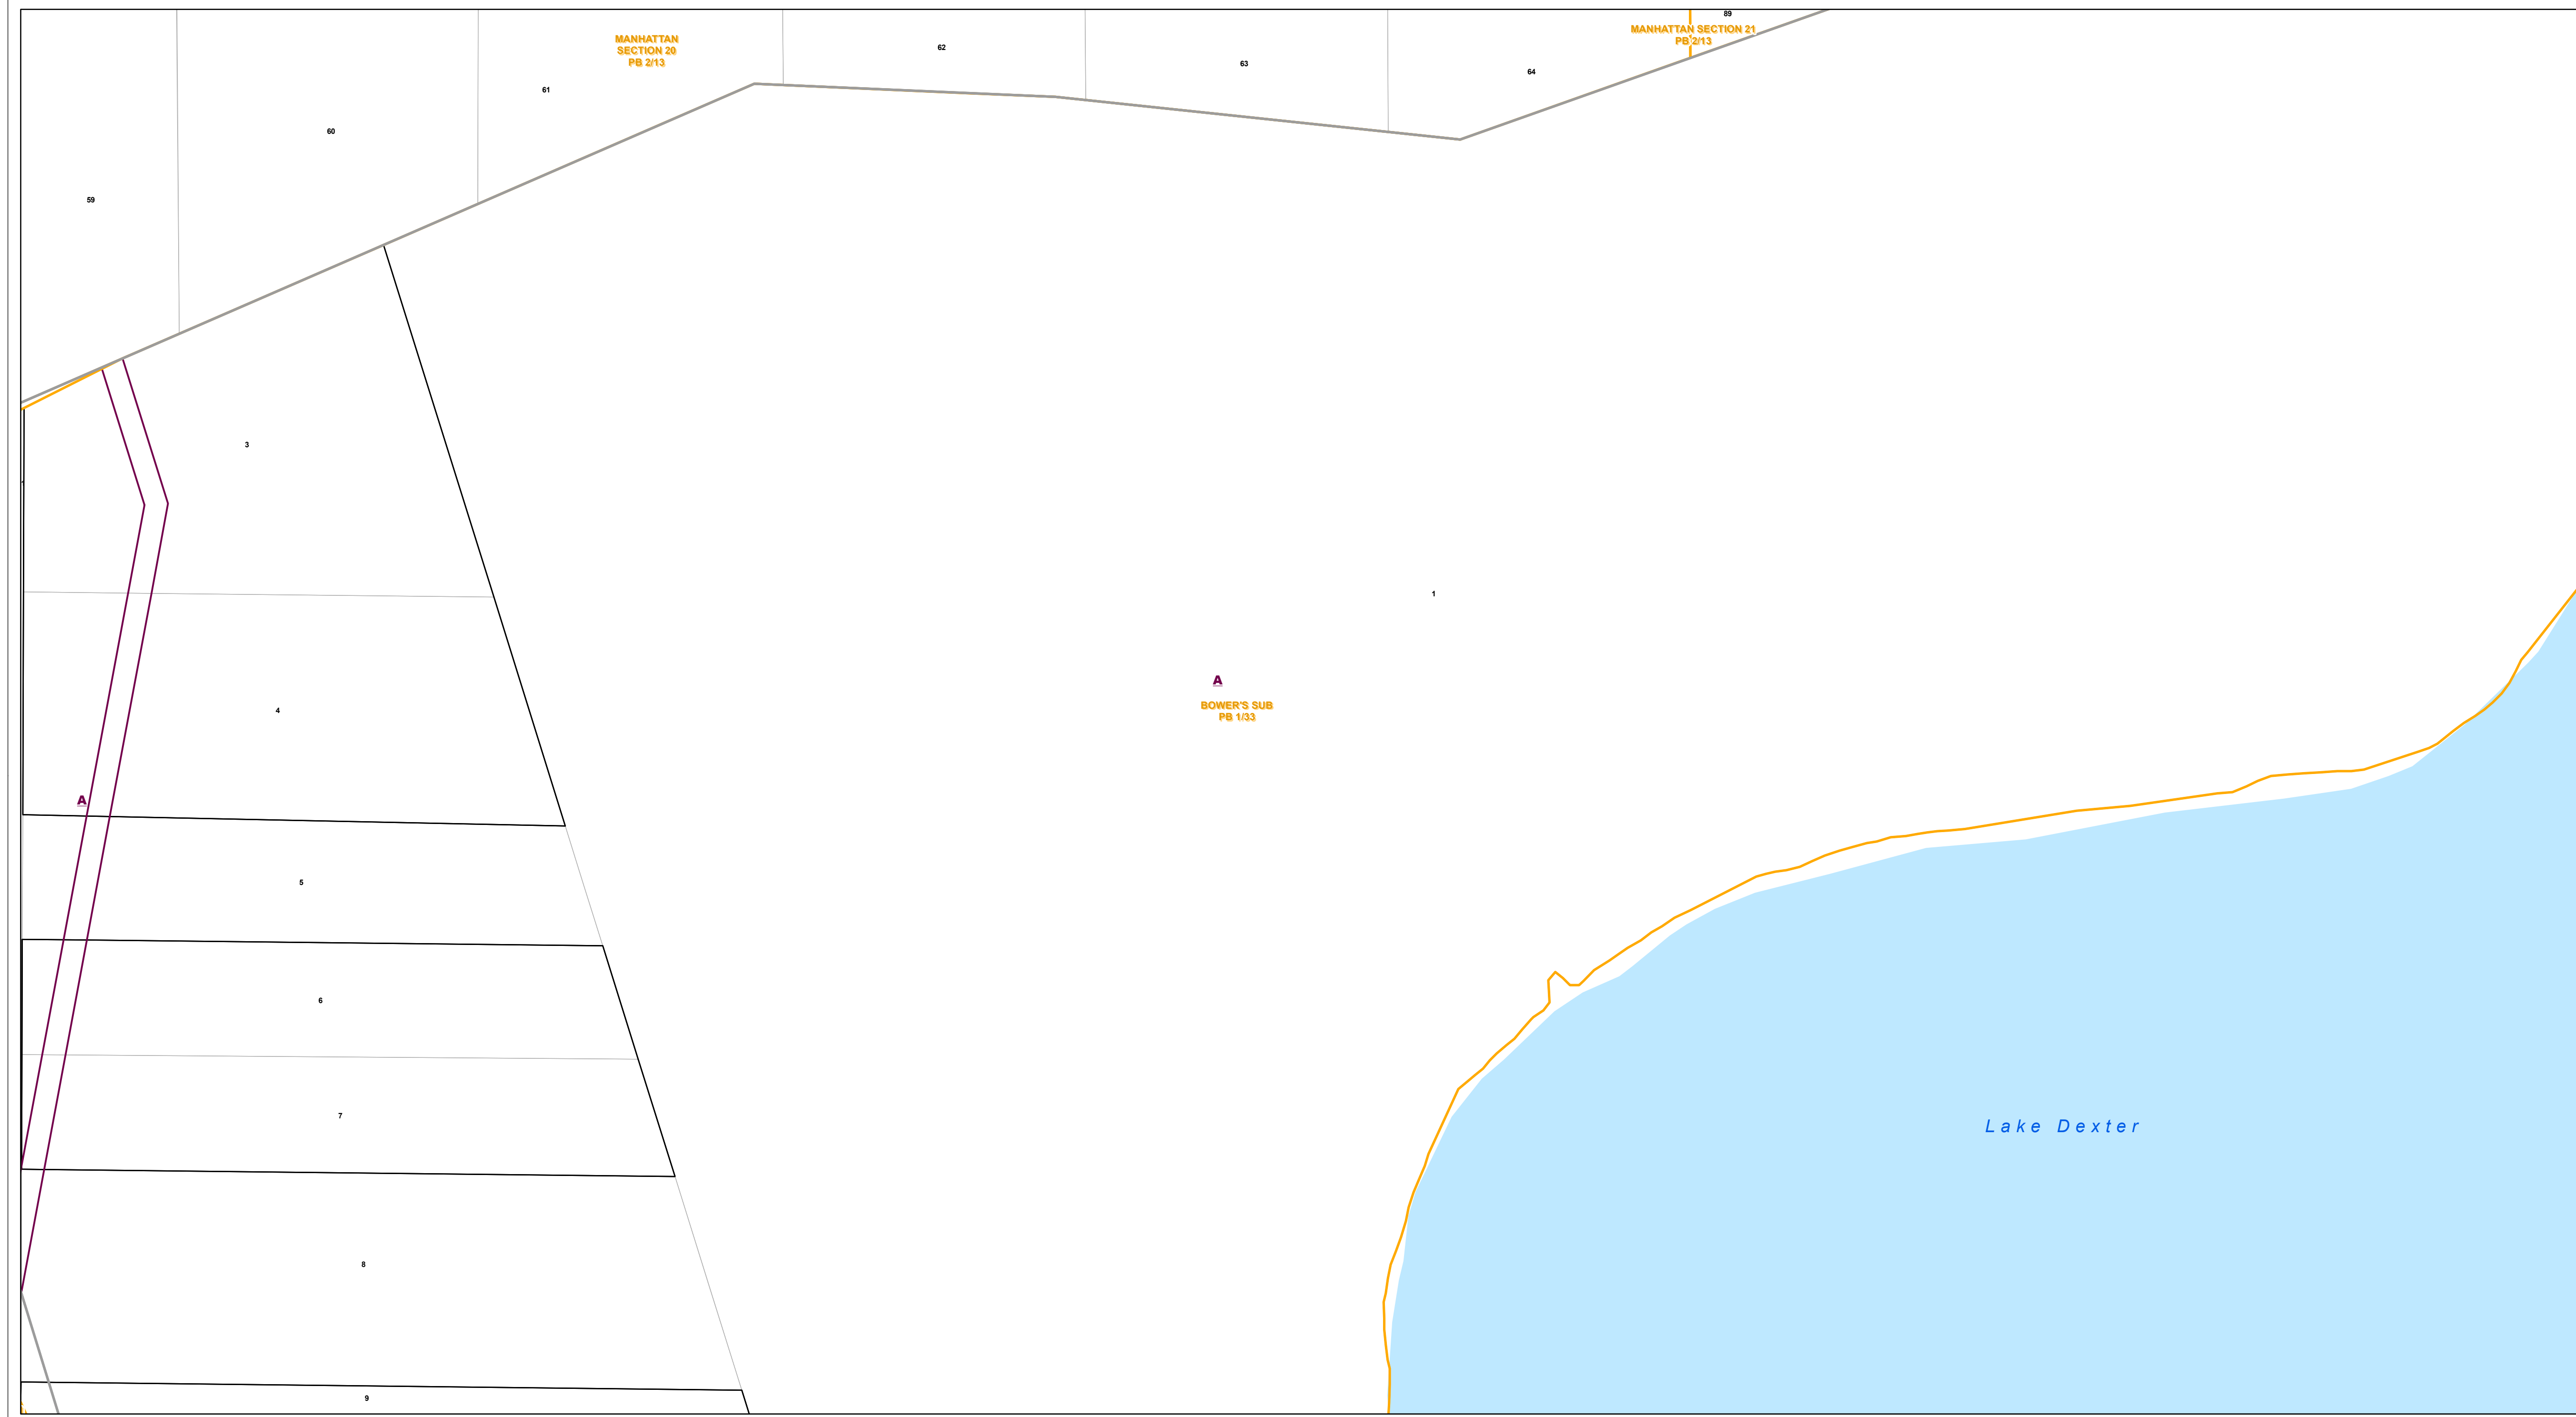 89
MANHATTAN SECTION 21
PB 2/13
MANHATTAN
SECTION 20
PB 2/13
62
63
64
61
60
59
3
1
A
BOWER'S SUB
PB 1/33
4
A
5
6
7
Lake Dexter
8
9